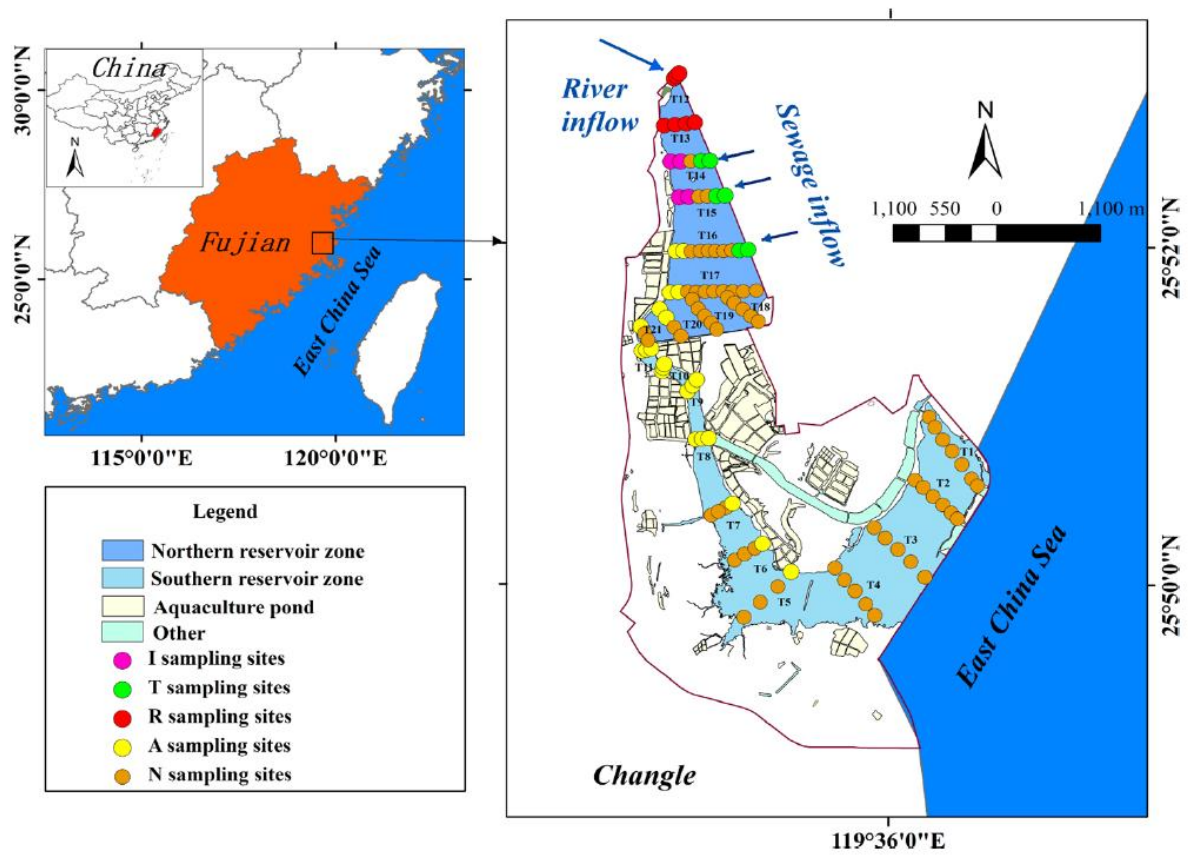 China
N
Fujian
East China Sea
30°0'0"N
25°0'0"N
115°0'0"E
120°0'0"E
Legend
Northern reservoir zone
Southern reservoir zone
Aquaculture pond
Other
I sampling sites
T sampling sites
R sampling sites
A sampling sites
N sampling sites
River
inflow
Sewage inflow
N
1,100 550 0 1,100 m
T12
T13
T14
T15
T16
T17
T18
T19
T20
T21
T11
T10
T9
T8
T7
T6
T5
T4
T3
T2
T1
East China Sea
Changle
25°52'0"N
25°50'0"N
119°36'0"E